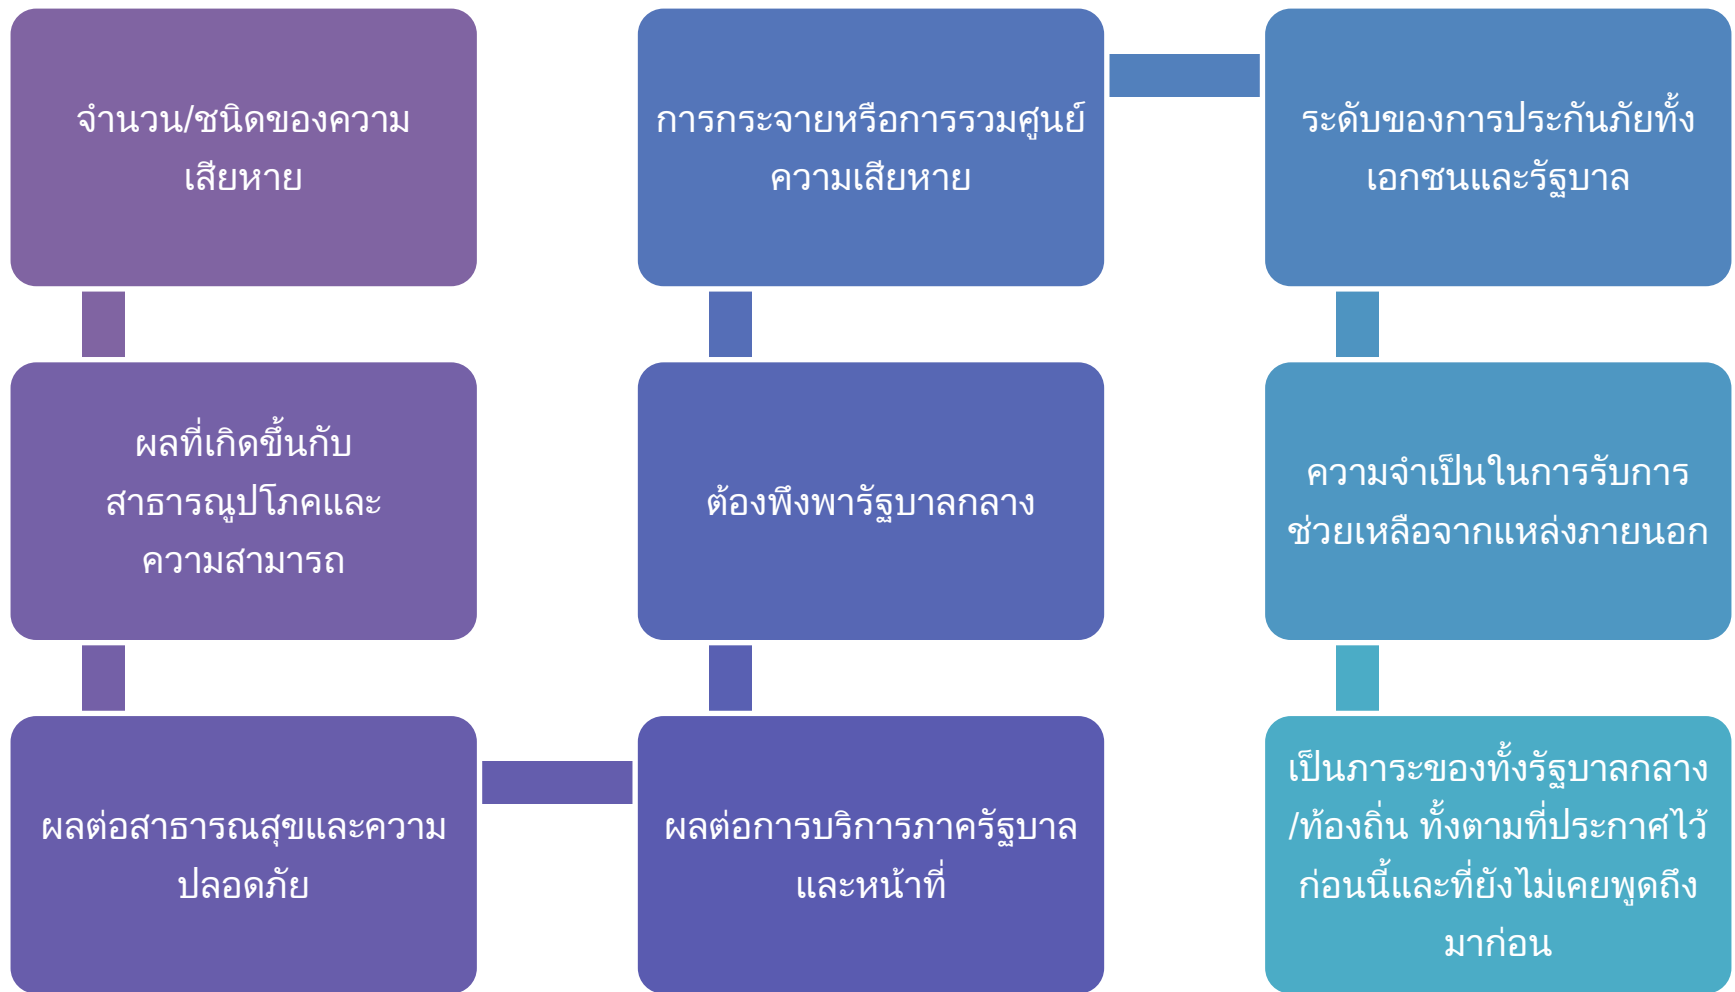 จำนวน/ชนิดของความ
เสียหาย
ผลที่เกิดขึ้นกับ
สาธารณูปโภคและ
ความสามารถ
ผลต่อสาธารณสุขและความ
ปลอดภัย
ผลต่อการบริการภาครัฐบาล
และหน้าที่
ต้องพึงพารัฐบาลกลาง
การกระจายหรือการรวมศูนย์
ความเสียหาย
ระดับของการประกันภัยทั้ง
เอกชนและรัฐบาล
ความจำเป็นในการรับการ
ช่วยเหลือจากแหล่งภายนอก
เป็นภาระของทั้งรัฐบาลกลาง
/ท้องถิ่น ทั้งตามที่ประกาศไว้
ก่อนนี้และที่ยังไม่เคยพูดถึง
มาก่อน